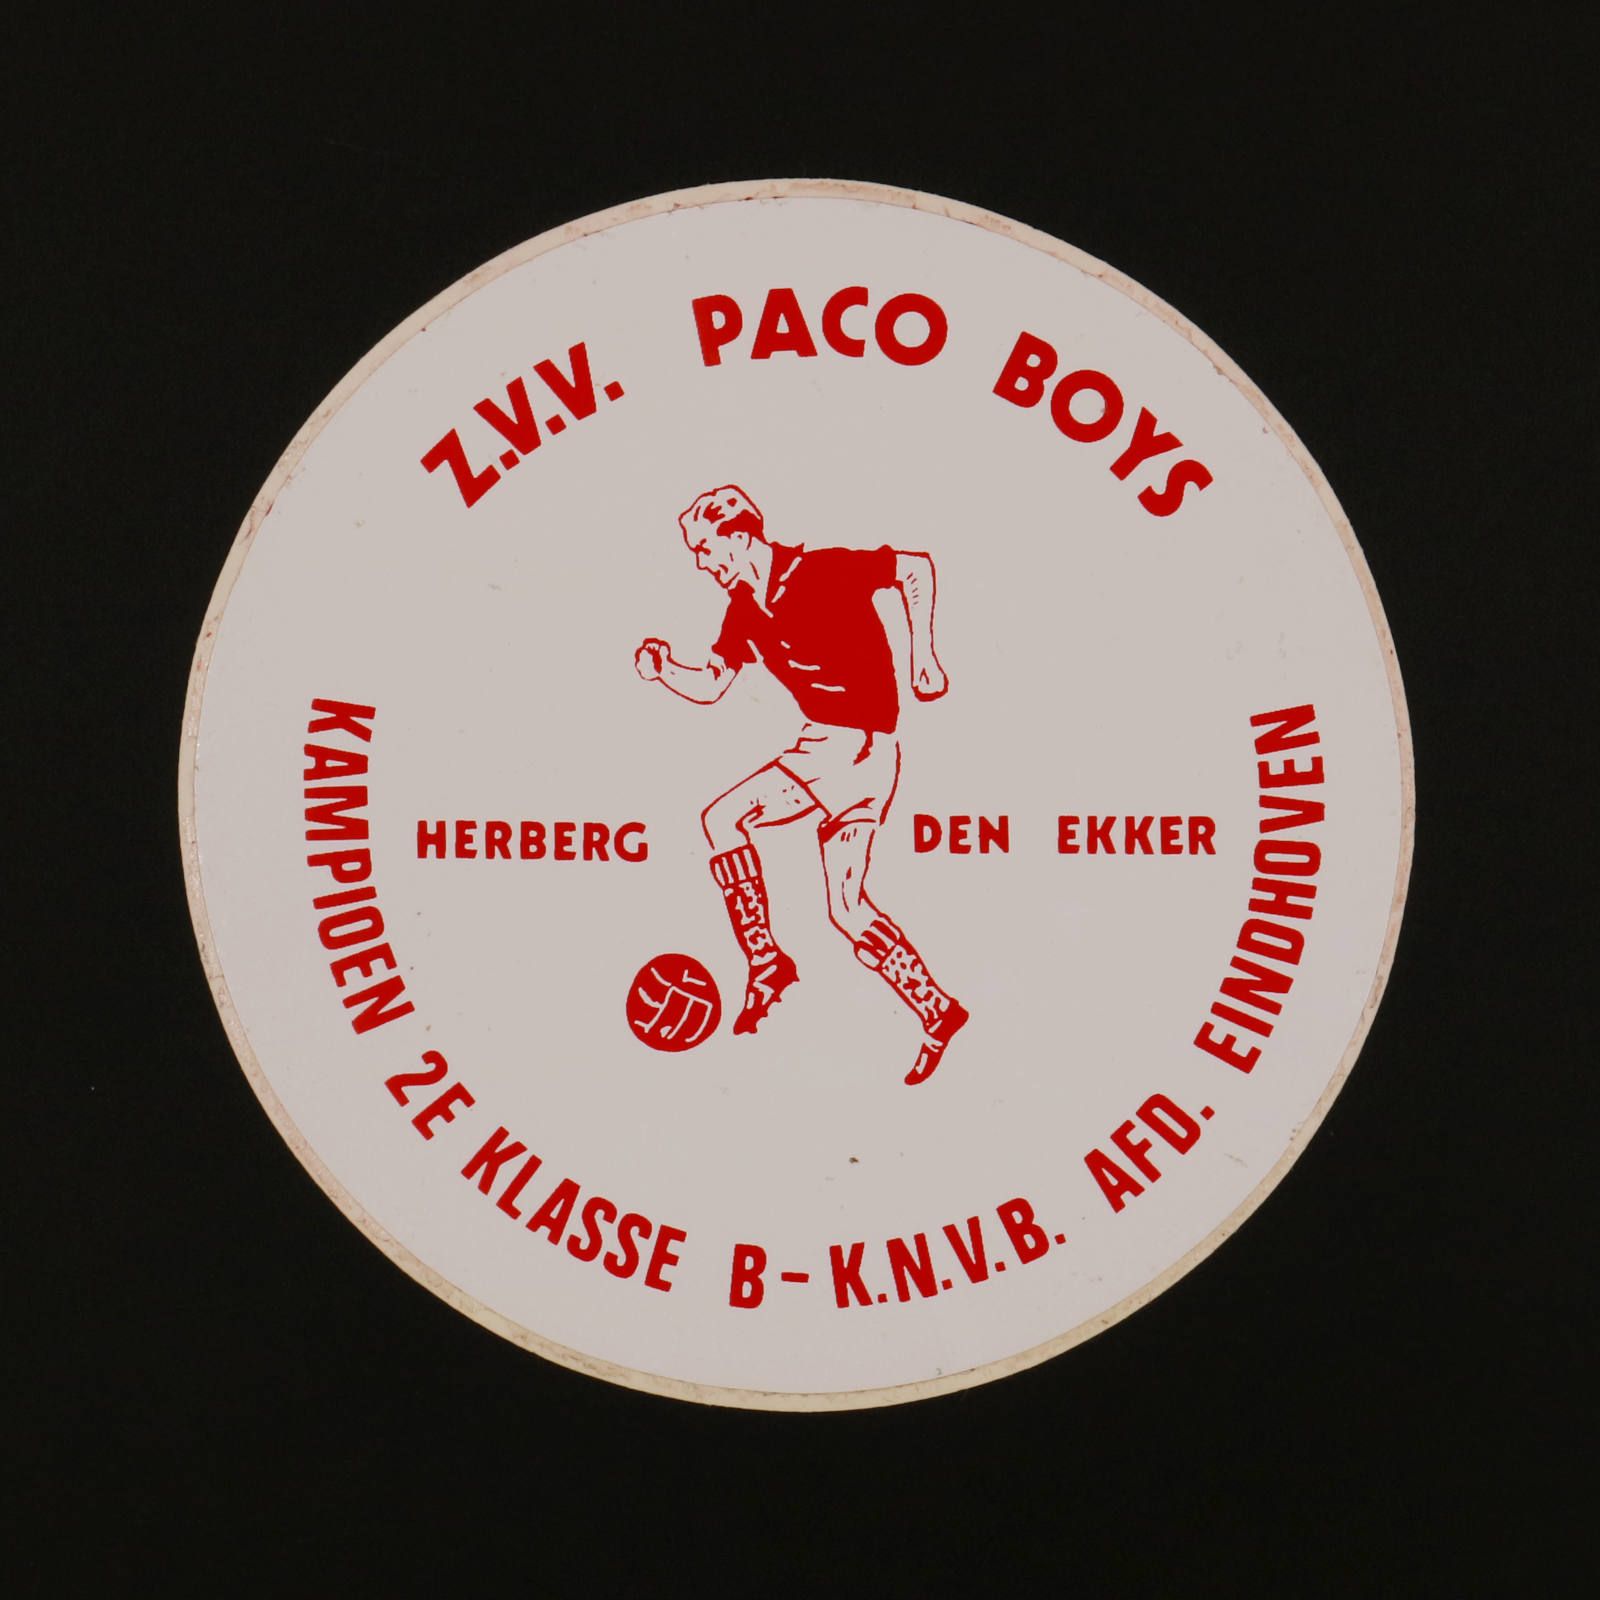 Z.V.V. PACO BOYS
HERBERG DEN EKKER
KAMPIOEN 2E KLASSE B-K.N.V.B. AFD. EINDHOVEN